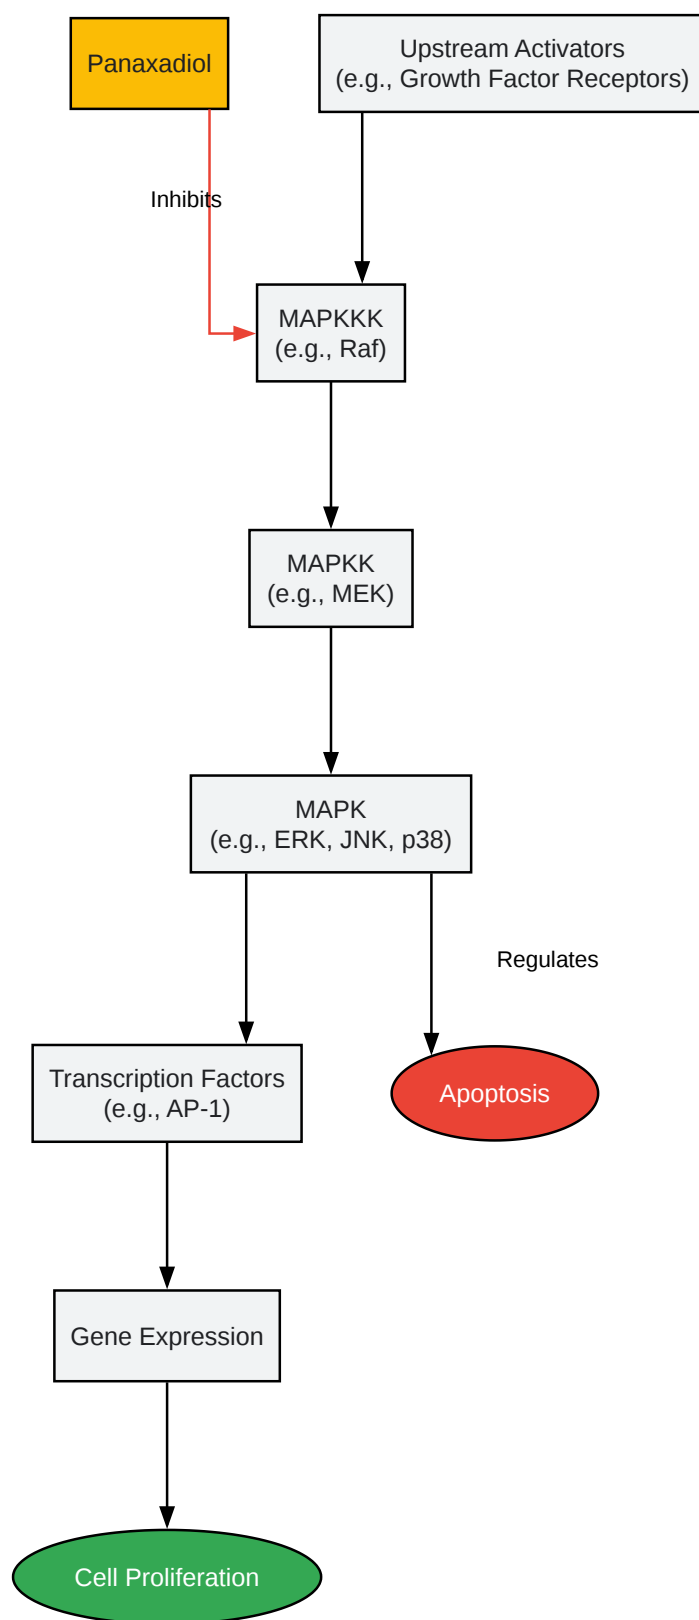 Panaxadiol
Upstream Activators
(e.g., Growth Factor Receptors)
Inhibits
MAPKKK
(e.g., Raf)
MAPKK
(e.g., MEK)
MAPK
(e.g., ERK, JNK, p38)
Regulates
Transcription Factors
(e.g., AP-1)
Apoptosis
Gene Expression
Cell Proliferation